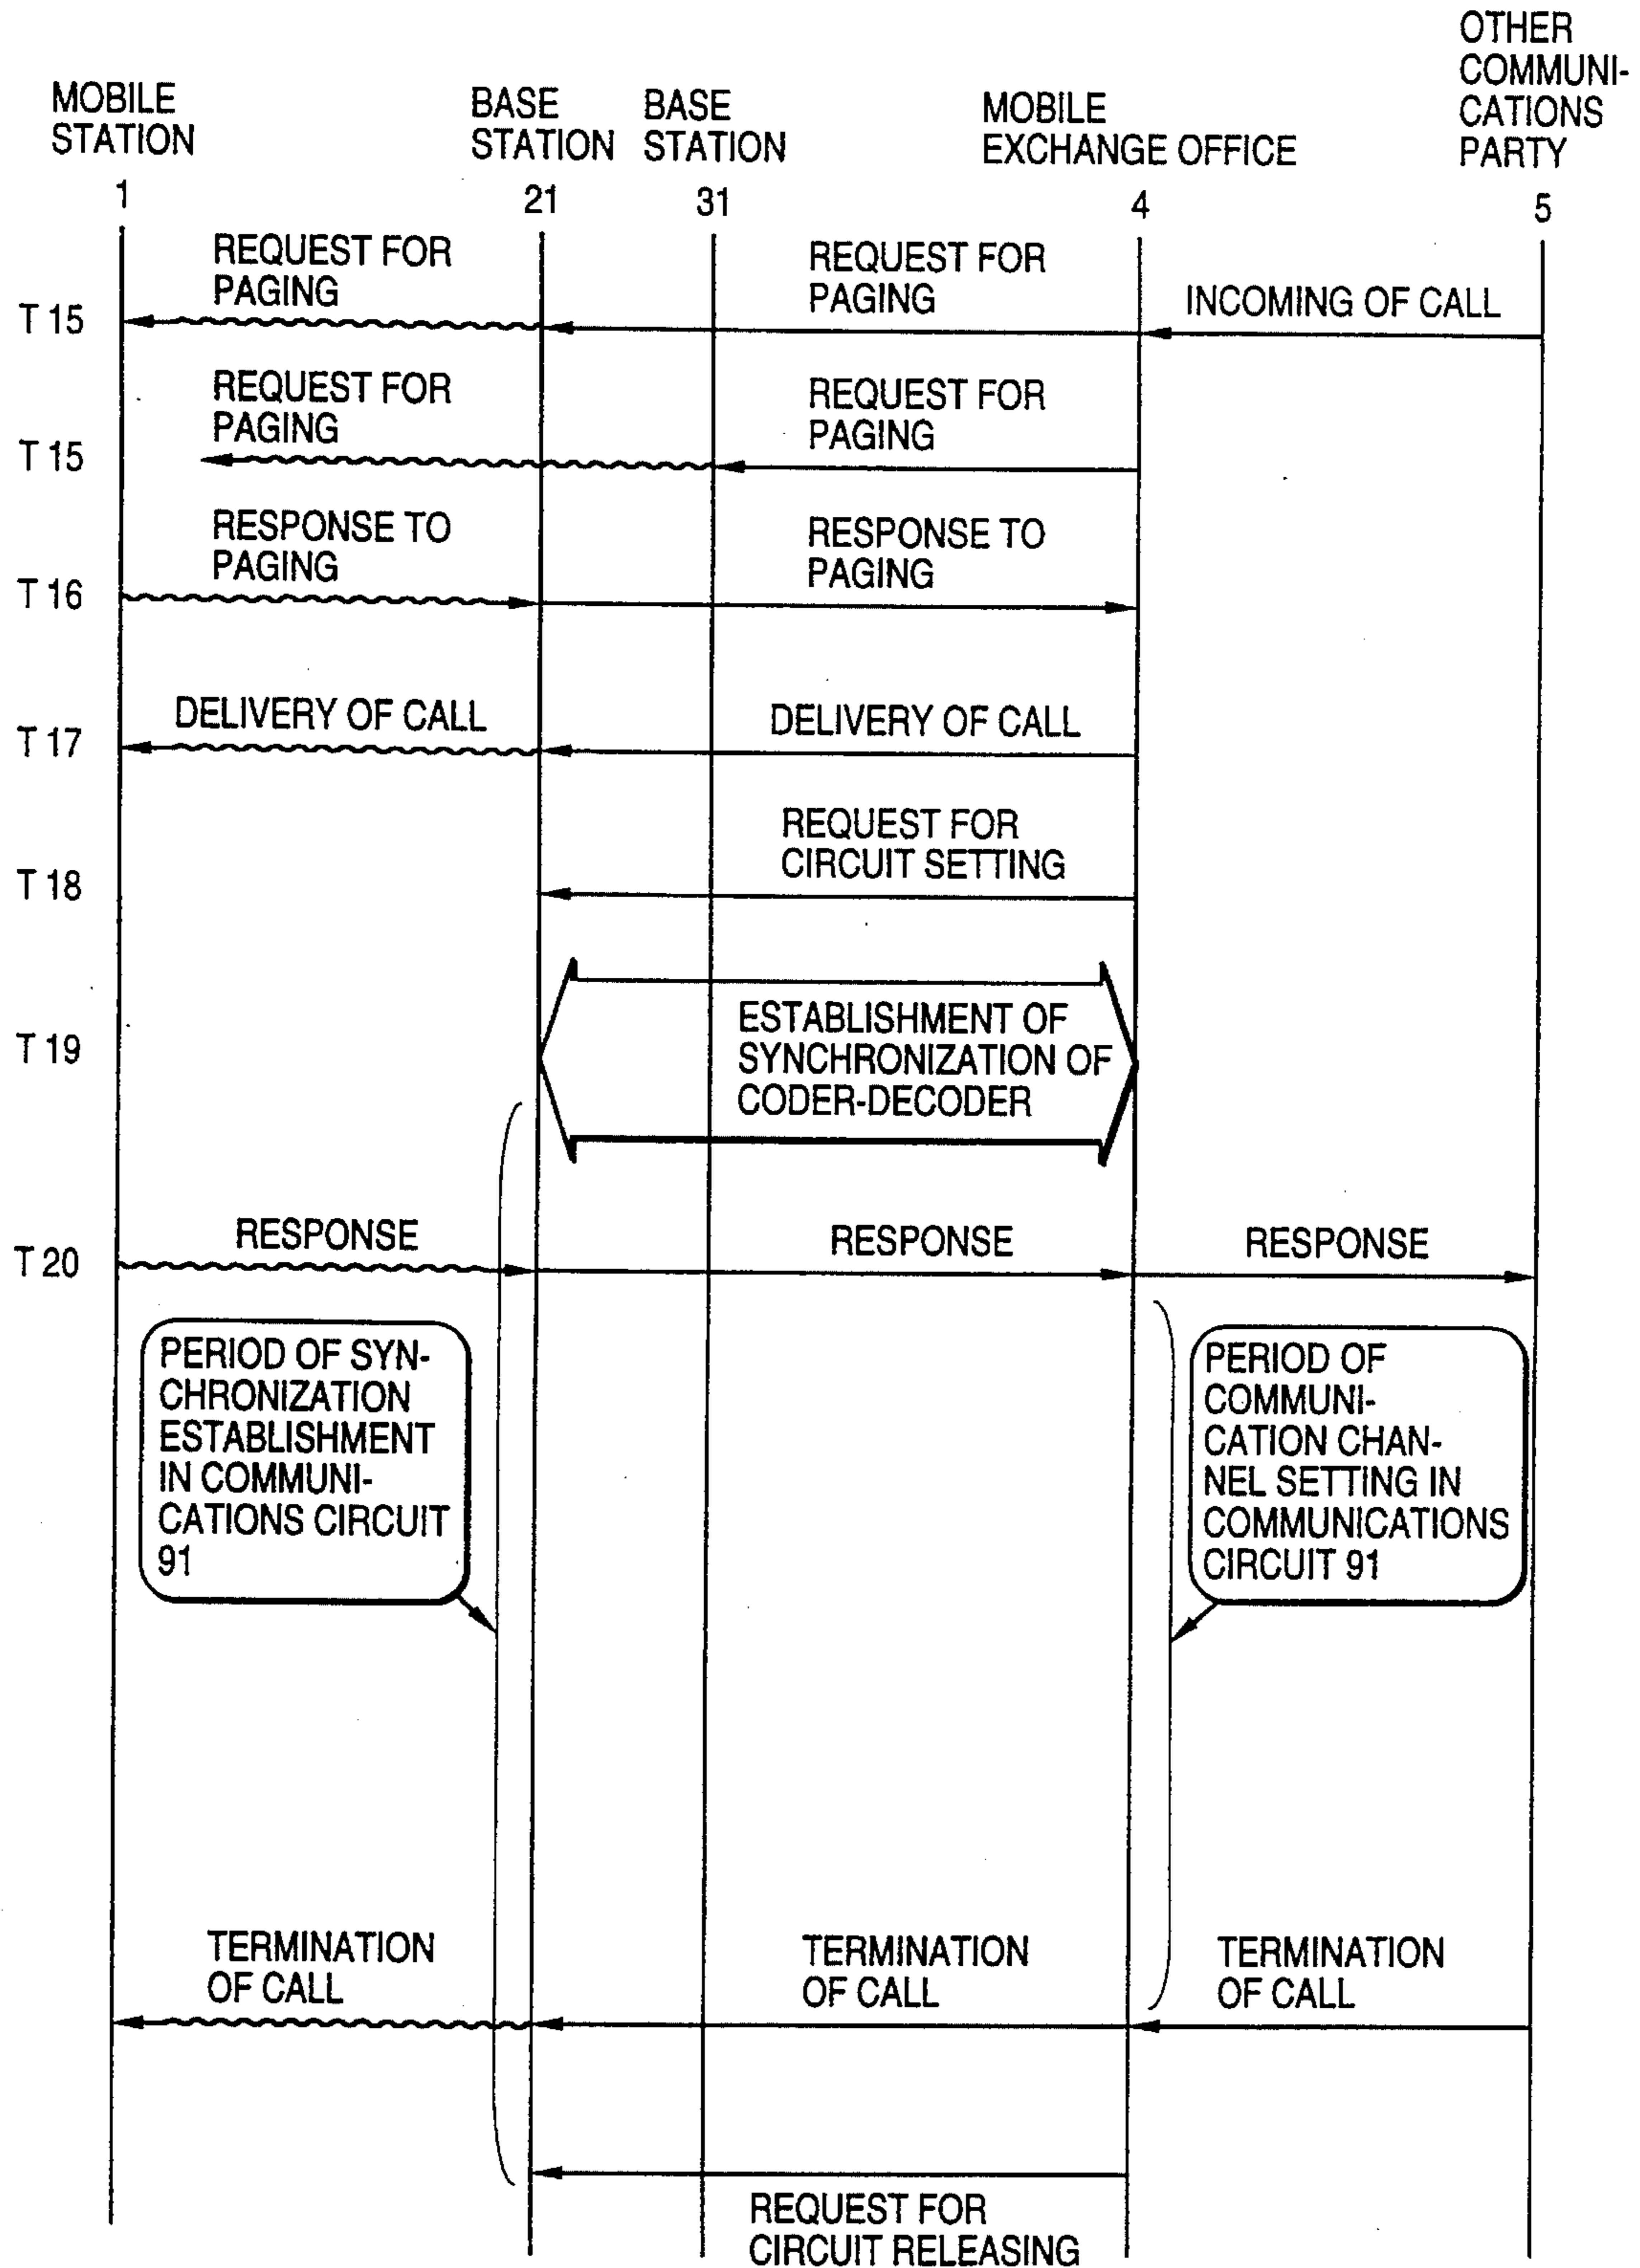 OTHER
COMMUNI-
CATIONS
PARTY
MOBILE
STATION
BASE
STATION
BASE
STATION
MOBILE
EXCHANGE OFFICE
1
21
31
4
5
REQUEST FOR
PAGING
REQUEST FOR
PAGING
INCOMING OF CALL
T 15
REQUEST FOR
PAGING
REQUEST FOR
PAGING
T 15
RESPONSE TO
PAGING
RESPONSE TO
PAGING
T 16
DELIVERY OF CALL
DELIVERY OF CALL
T 17
REQUEST FOR
CIRCUIT SETTING
T 18
ESTABLISHMENT OF
SYNCHRONIZATION OF
CODER-DECODER
T 19
RESPONSE
RESPONSE
RESPONSE
T 20
PERIOD OF SYN-
CHRONIZATION
ESTABLISHMENT
IN COMMUNI-
CATIONS CIRCUIT
91
PERIOD OF
COMMUNI-
CATION CHAN-
NEL SETTING IN
COMMUNICATIONS
CIRCUIT 91
TERMINATION
OF CALL
TERMINATION
OF CALL
TERMINATION
OF CALL
REQUEST FOR
CIRCUIT RELEASING